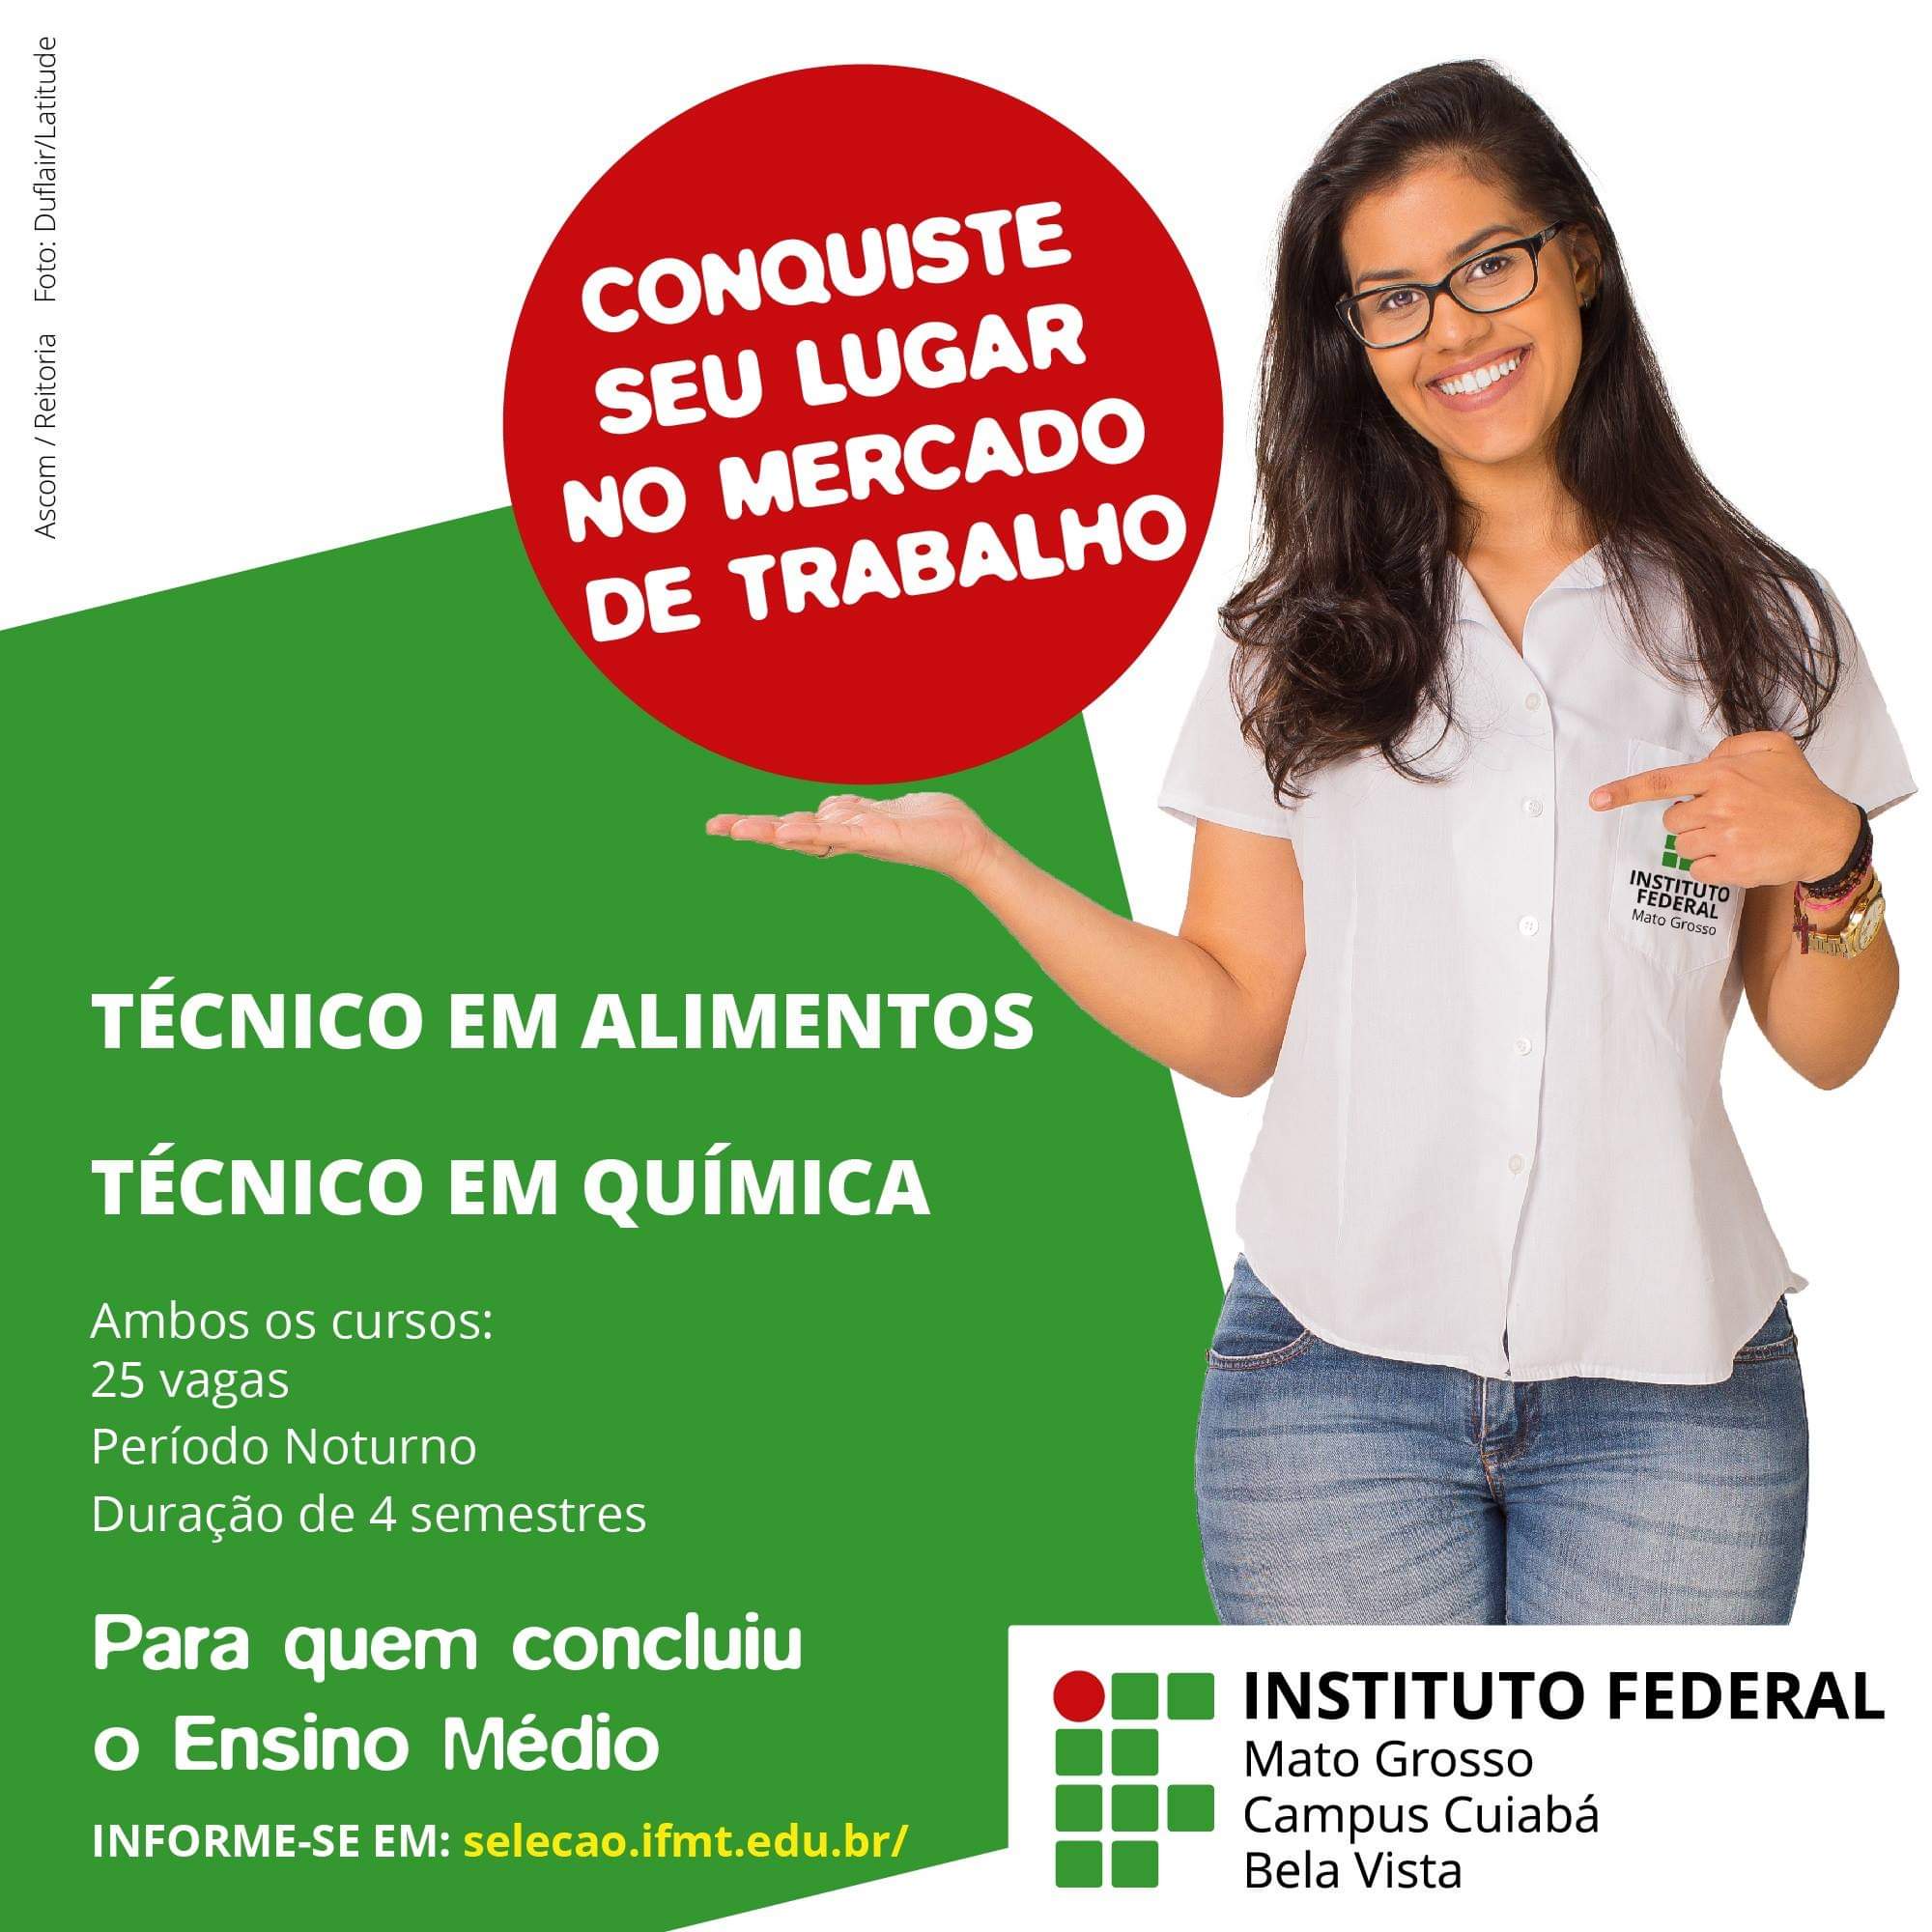 Ascom / Reitoria Foto: Duflair/Latitude
CONQUISTE
SEU LUGAR
NO MERCADO
DE TRABALHO
INSTITUTO
FEDERAL
Mato Grosso
TÉCNICO EM ALIMENTOS
TÉCNICO EM QUÍMICA
Ambos os cursos:
25 vagas
Período Noturno
Duração de 4 semestres
Para quem concluiu
o Ensino Médio
INFORME-SE EM: selecao.ifmt.edu.br/
INSTITUTO FEDERAL
Mato Grosso
Campus Cuiabá
Bela Vista